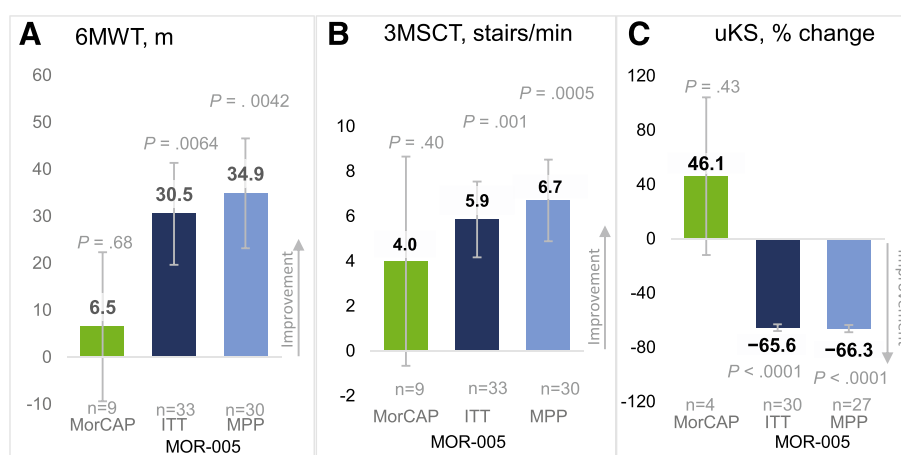 A 6MWT, m
60
50
40
30
20
10
0
-10
P = .68
P = .0064
P = . 0042
6.5
30.5
34.9
Improvement
n=9 n=33 n=30
MorCAP ITT MPP
MOR-005
B 3MSCT, stairs/min
10
8
6
4
2
0
-2
P = .40
P = .001
P = .0005
4.0
5.9
6.7
Improvement
n=9 n=33 n=30
MorCAP ITT MPP
MOR-005
C uKS, % change
120
80
40
0
-40
-80
-120
P = .43
46.1
−65.6
−66.3
P < .0001
P < .0001
Improvement
n=4 n=30 n=27
MorCAP ITT MPP
MOR-005